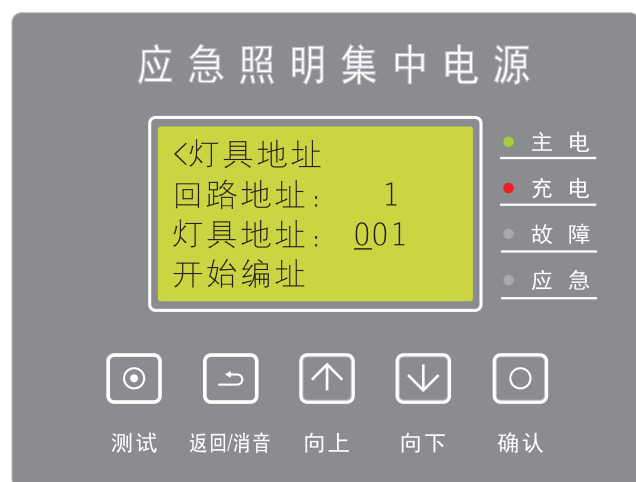 应急照明集中电源
<灯具地址
回路地址: 1
灯具地址: 001
开始编址
主电
充电
故障
应急
测试 返回/消音 向上 向下 确认